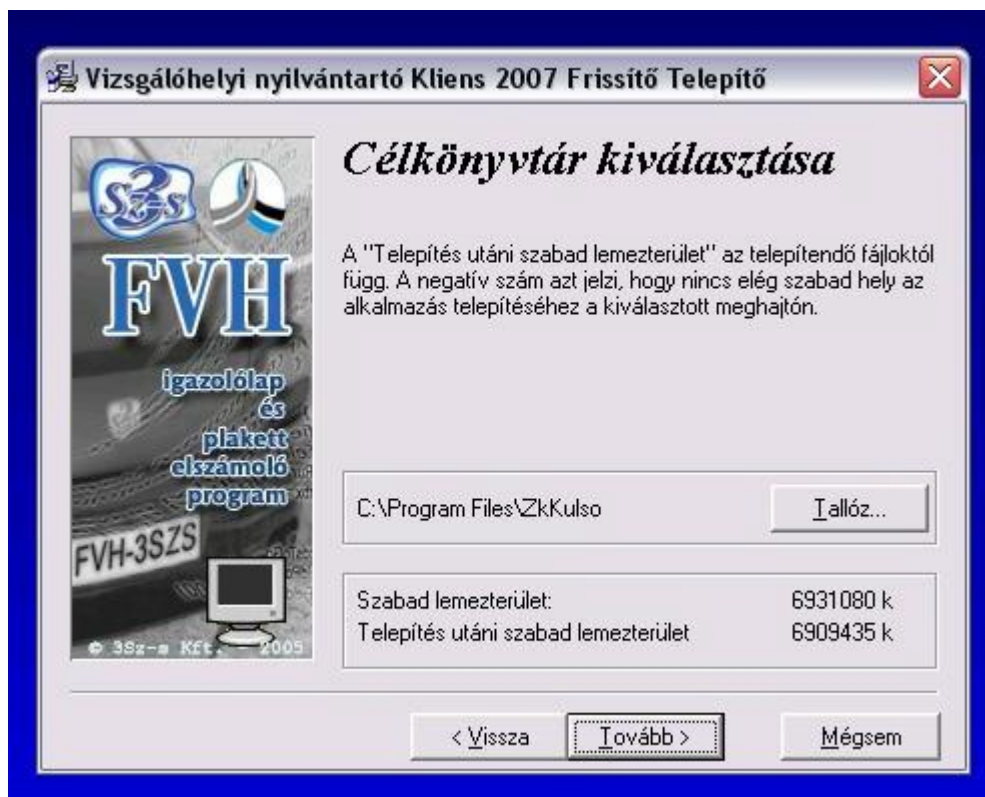 Vizsgálóhelyi nyilvántartó Kliens 2007 Frissítő Telepítő
3
Sz-s
FVH
igazolólap
és
plakett
elszámoló
program
FVH-3SZS
© 3Sz-s Kft. - 2005
Célkönyvtár kiválasztása
A "Telepítés utáni szabad lemezterület" az telepítendő fájloktól
függ. A negatív szám azt jelzi, hogy nincs elég szabad hely az
alkalmazás telepítéséhez a kiválasztott meghajtón.
C:\Program Files\ZkKulso
Tallóz...
Szabad lemezterület: 6931080 k
Telepítés utáni szabad lemezterület 6909435 k
< Vissza
Tovább >
Mégsem